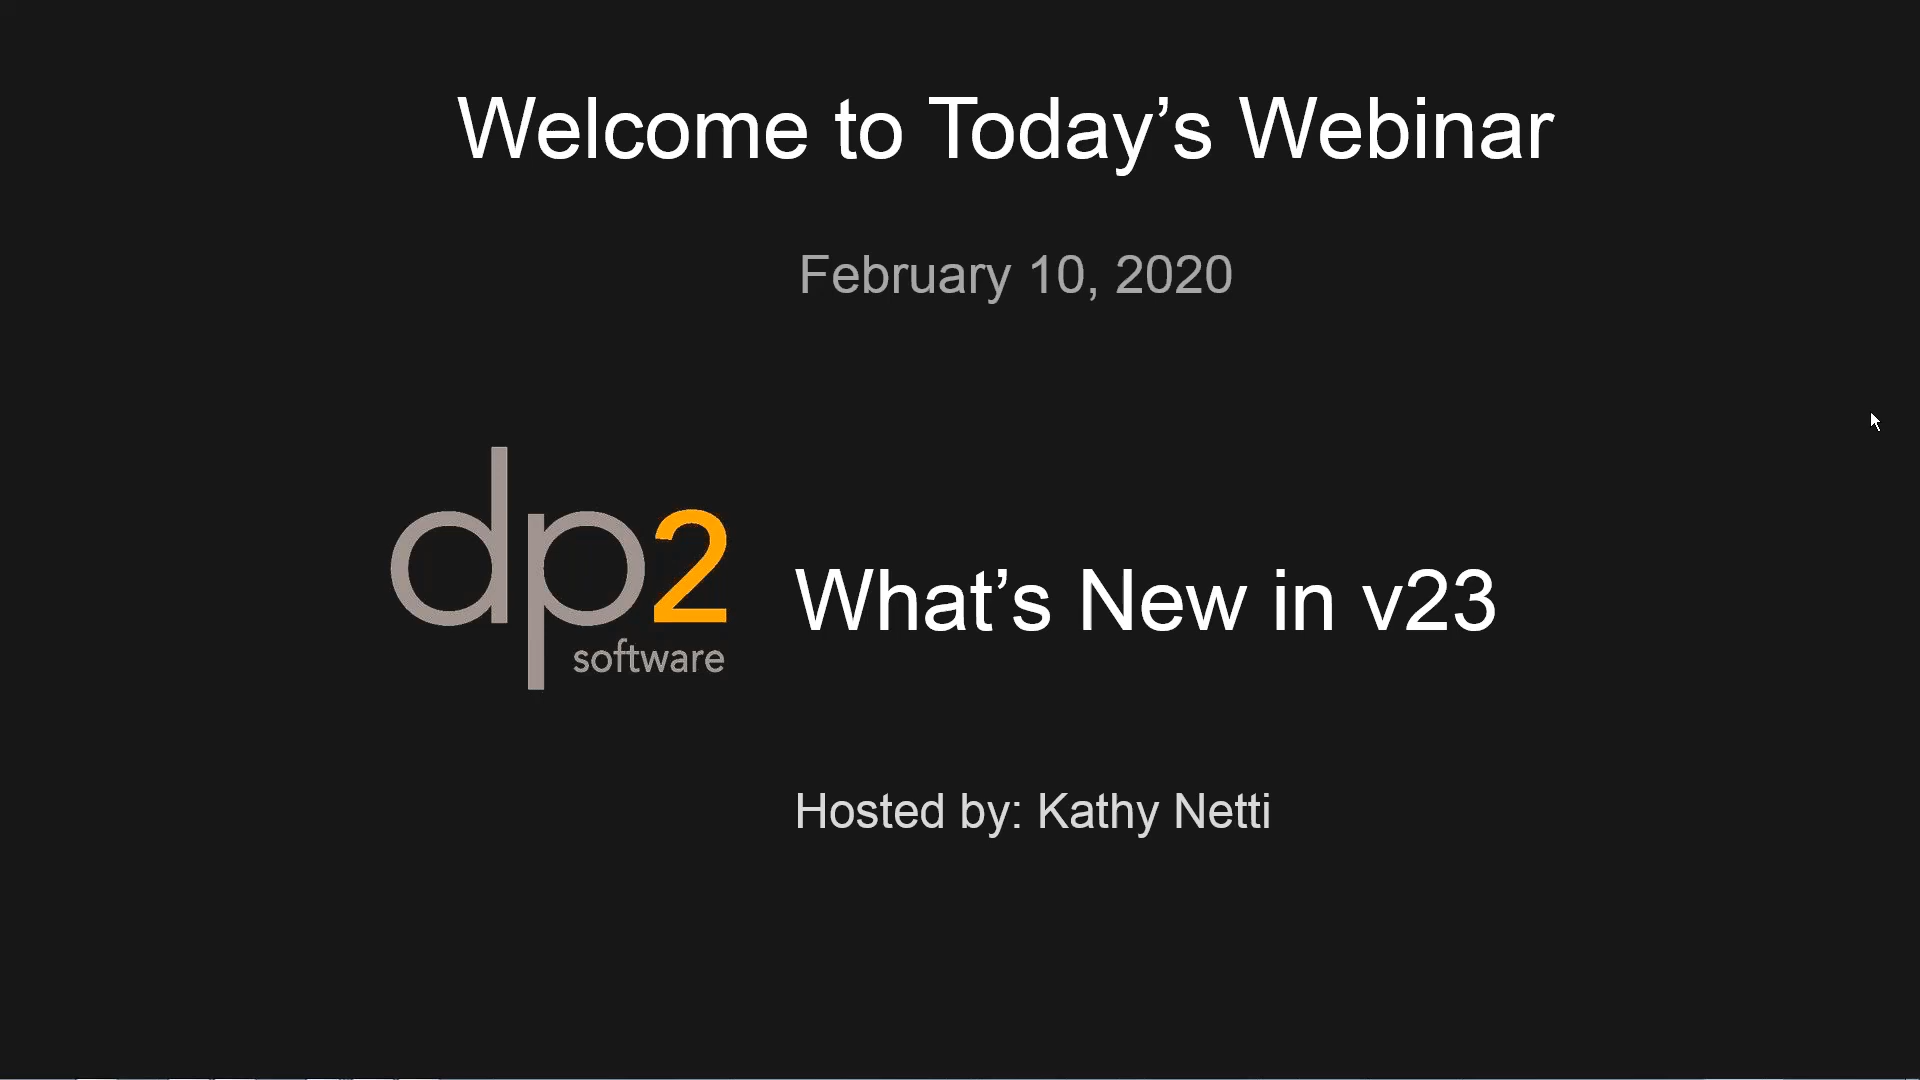 Welcome to Today’s Webinar
February 10, 2020
dp2
software
What’s New in v23
Hosted by: Kathy Netti